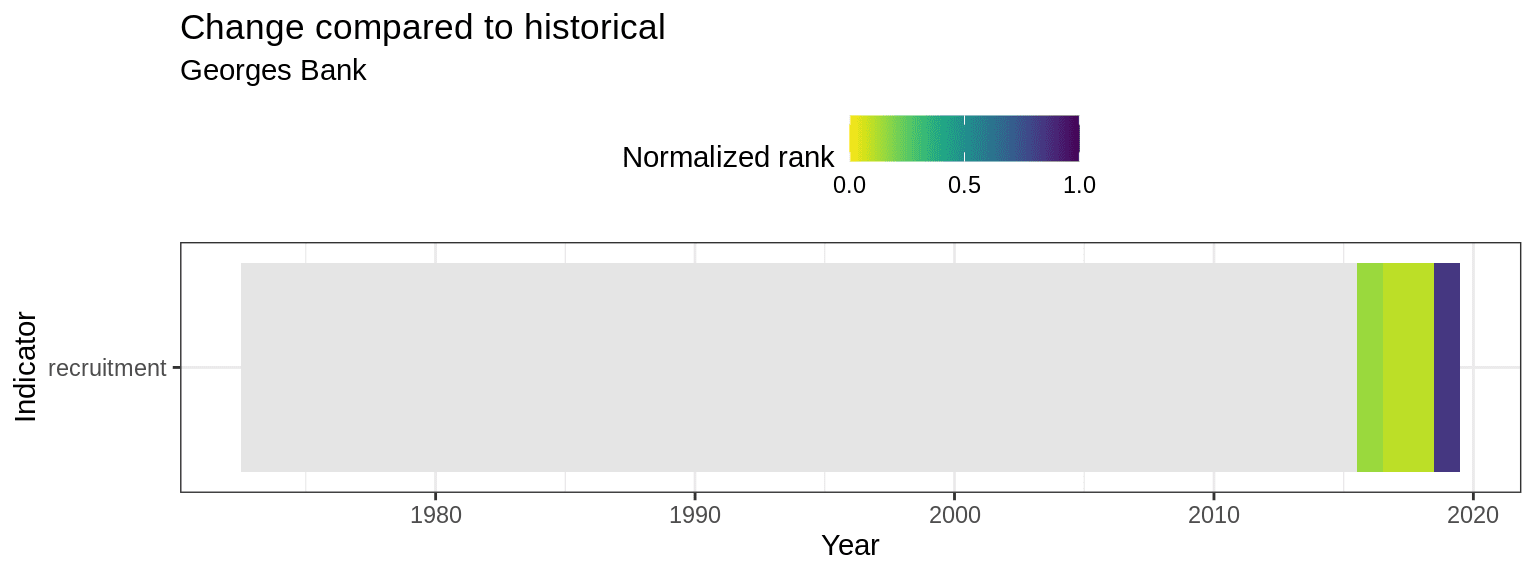 Change compared to historical
Georges Bank
Normalized rank
0.0 0.5 1.0
Indicator
recruitment
1980 1990 2000 2010 2020
Year